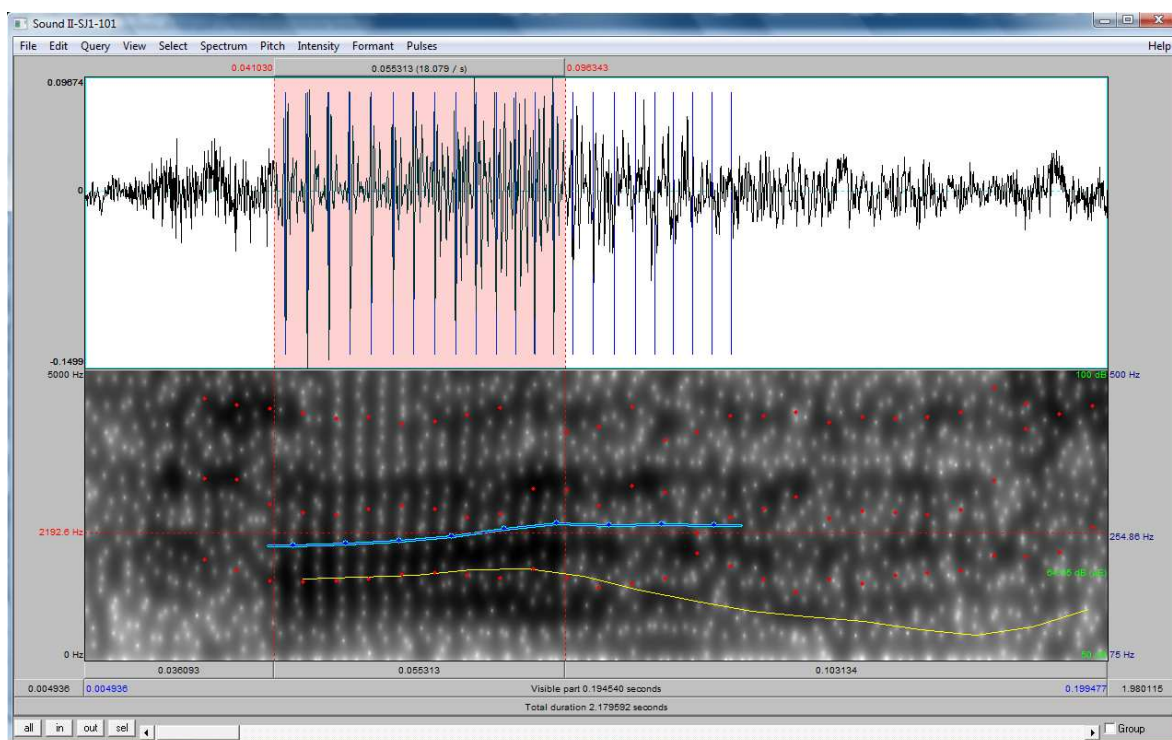 Sound II-SJ1-101
File Edit Query View Select Spectrum Pitch Intensity Formant Pulses Help
0.041030 0.055313 (18.079 / s) 0.096343
0.09674
0
-0.1499
5000 Hz 100 dB 500 Hz
2192.6 Hz 254.86 Hz
0 Hz 75 Hz
0.036093 0.055313 0.103134
0.004936 0.004936 Visible part 0.194540 seconds 0.199477 1.980115
Total duration 2.179592 seconds
all in out sel Group